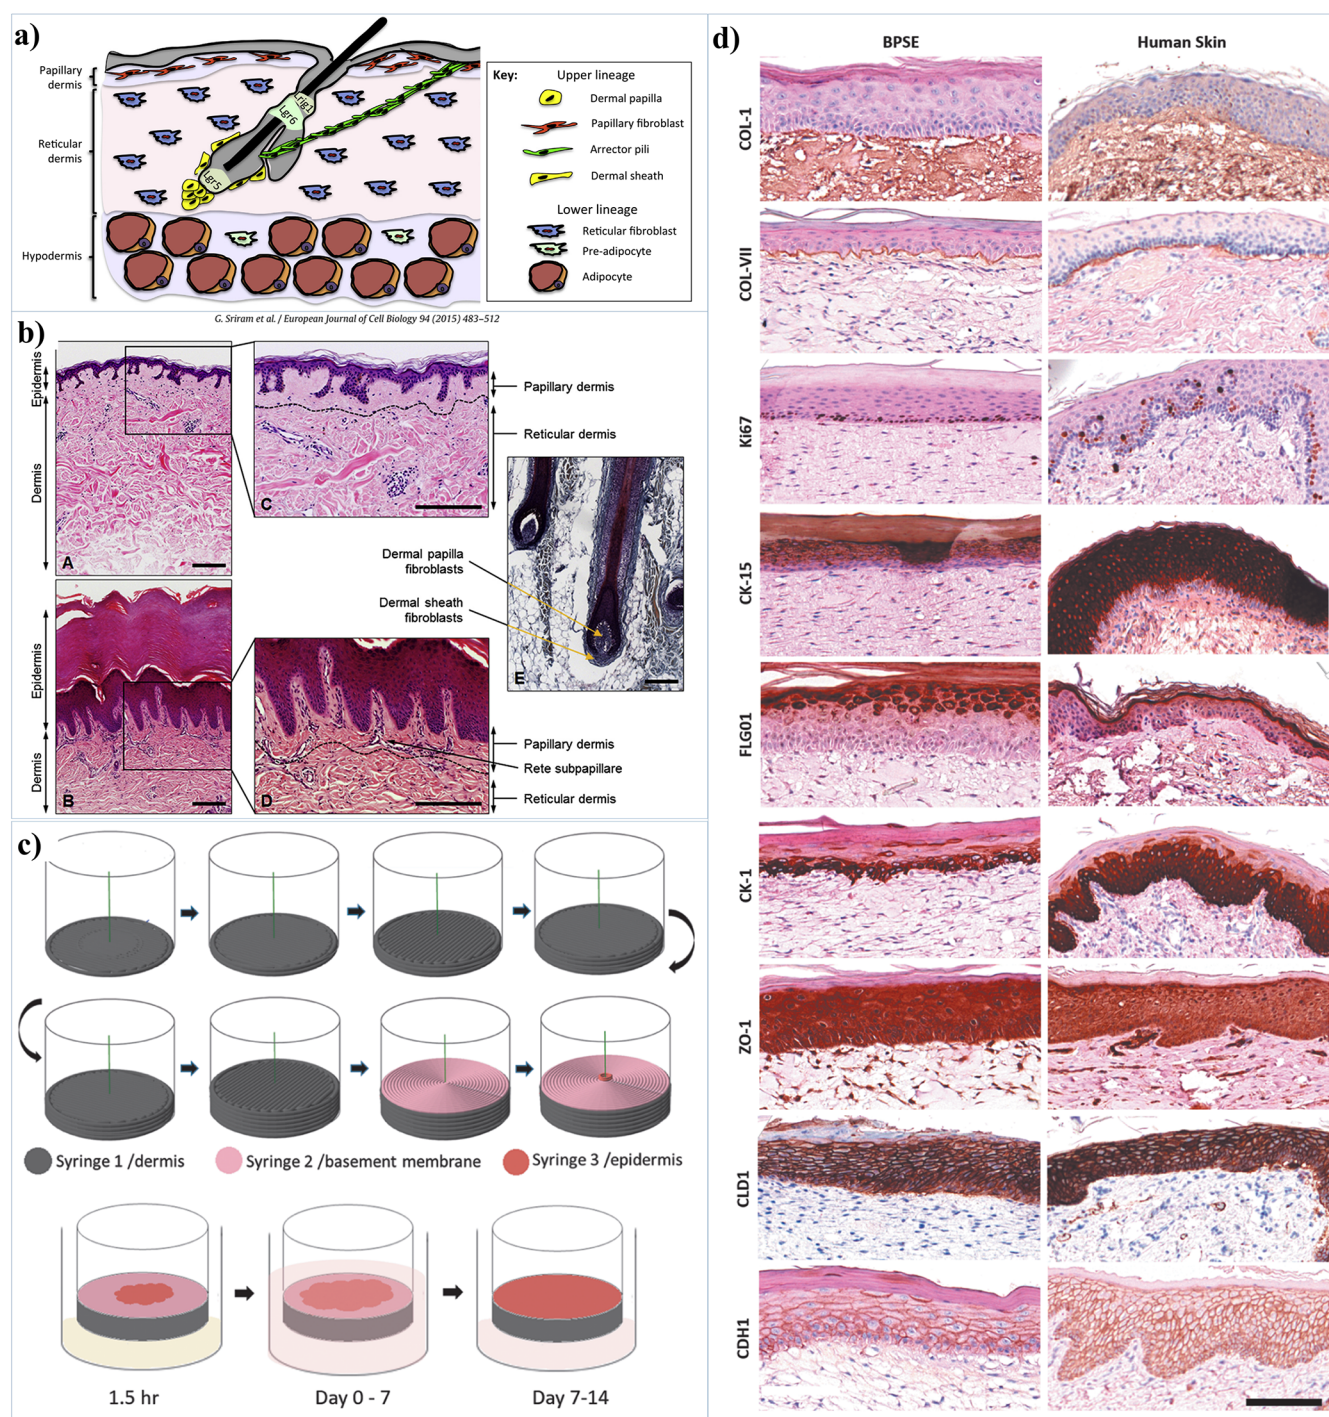 a)
Papillary
dermis
Reticular
dermis
Hypodermis
Lrig1
Lgr6
Lgr5
Key:
Upper lineage
Dermal papilla
Papillary fibroblast
Arrector pili
Dermal sheath
Lower lineage
Reticular fibroblast
Pre-adipocyte
Adipocyte
G. Sriram et al. / European Journal of Cell Biology 94 (2015) 483–512
b)
Epidermis
Dermis
A
C
Papillary dermis
Reticular dermis
Dermal papilla
fibroblasts
Dermal sheath
fibroblasts
E
Epidermis
Dermis
B
D
Papillary dermis
Rete subpapillare
Reticular dermis
c)
Syringe 1 /dermis
Syringe 2 /basement membrane
Syringe 3 /epidermis
1.5 hr
Day 0 - 7
Day 7-14
d)
BPSE
Human Skin
COL-1
COL-VII
Ki67
CK-15
FLG01
CK-1
ZO-1
CLD1
CDH1